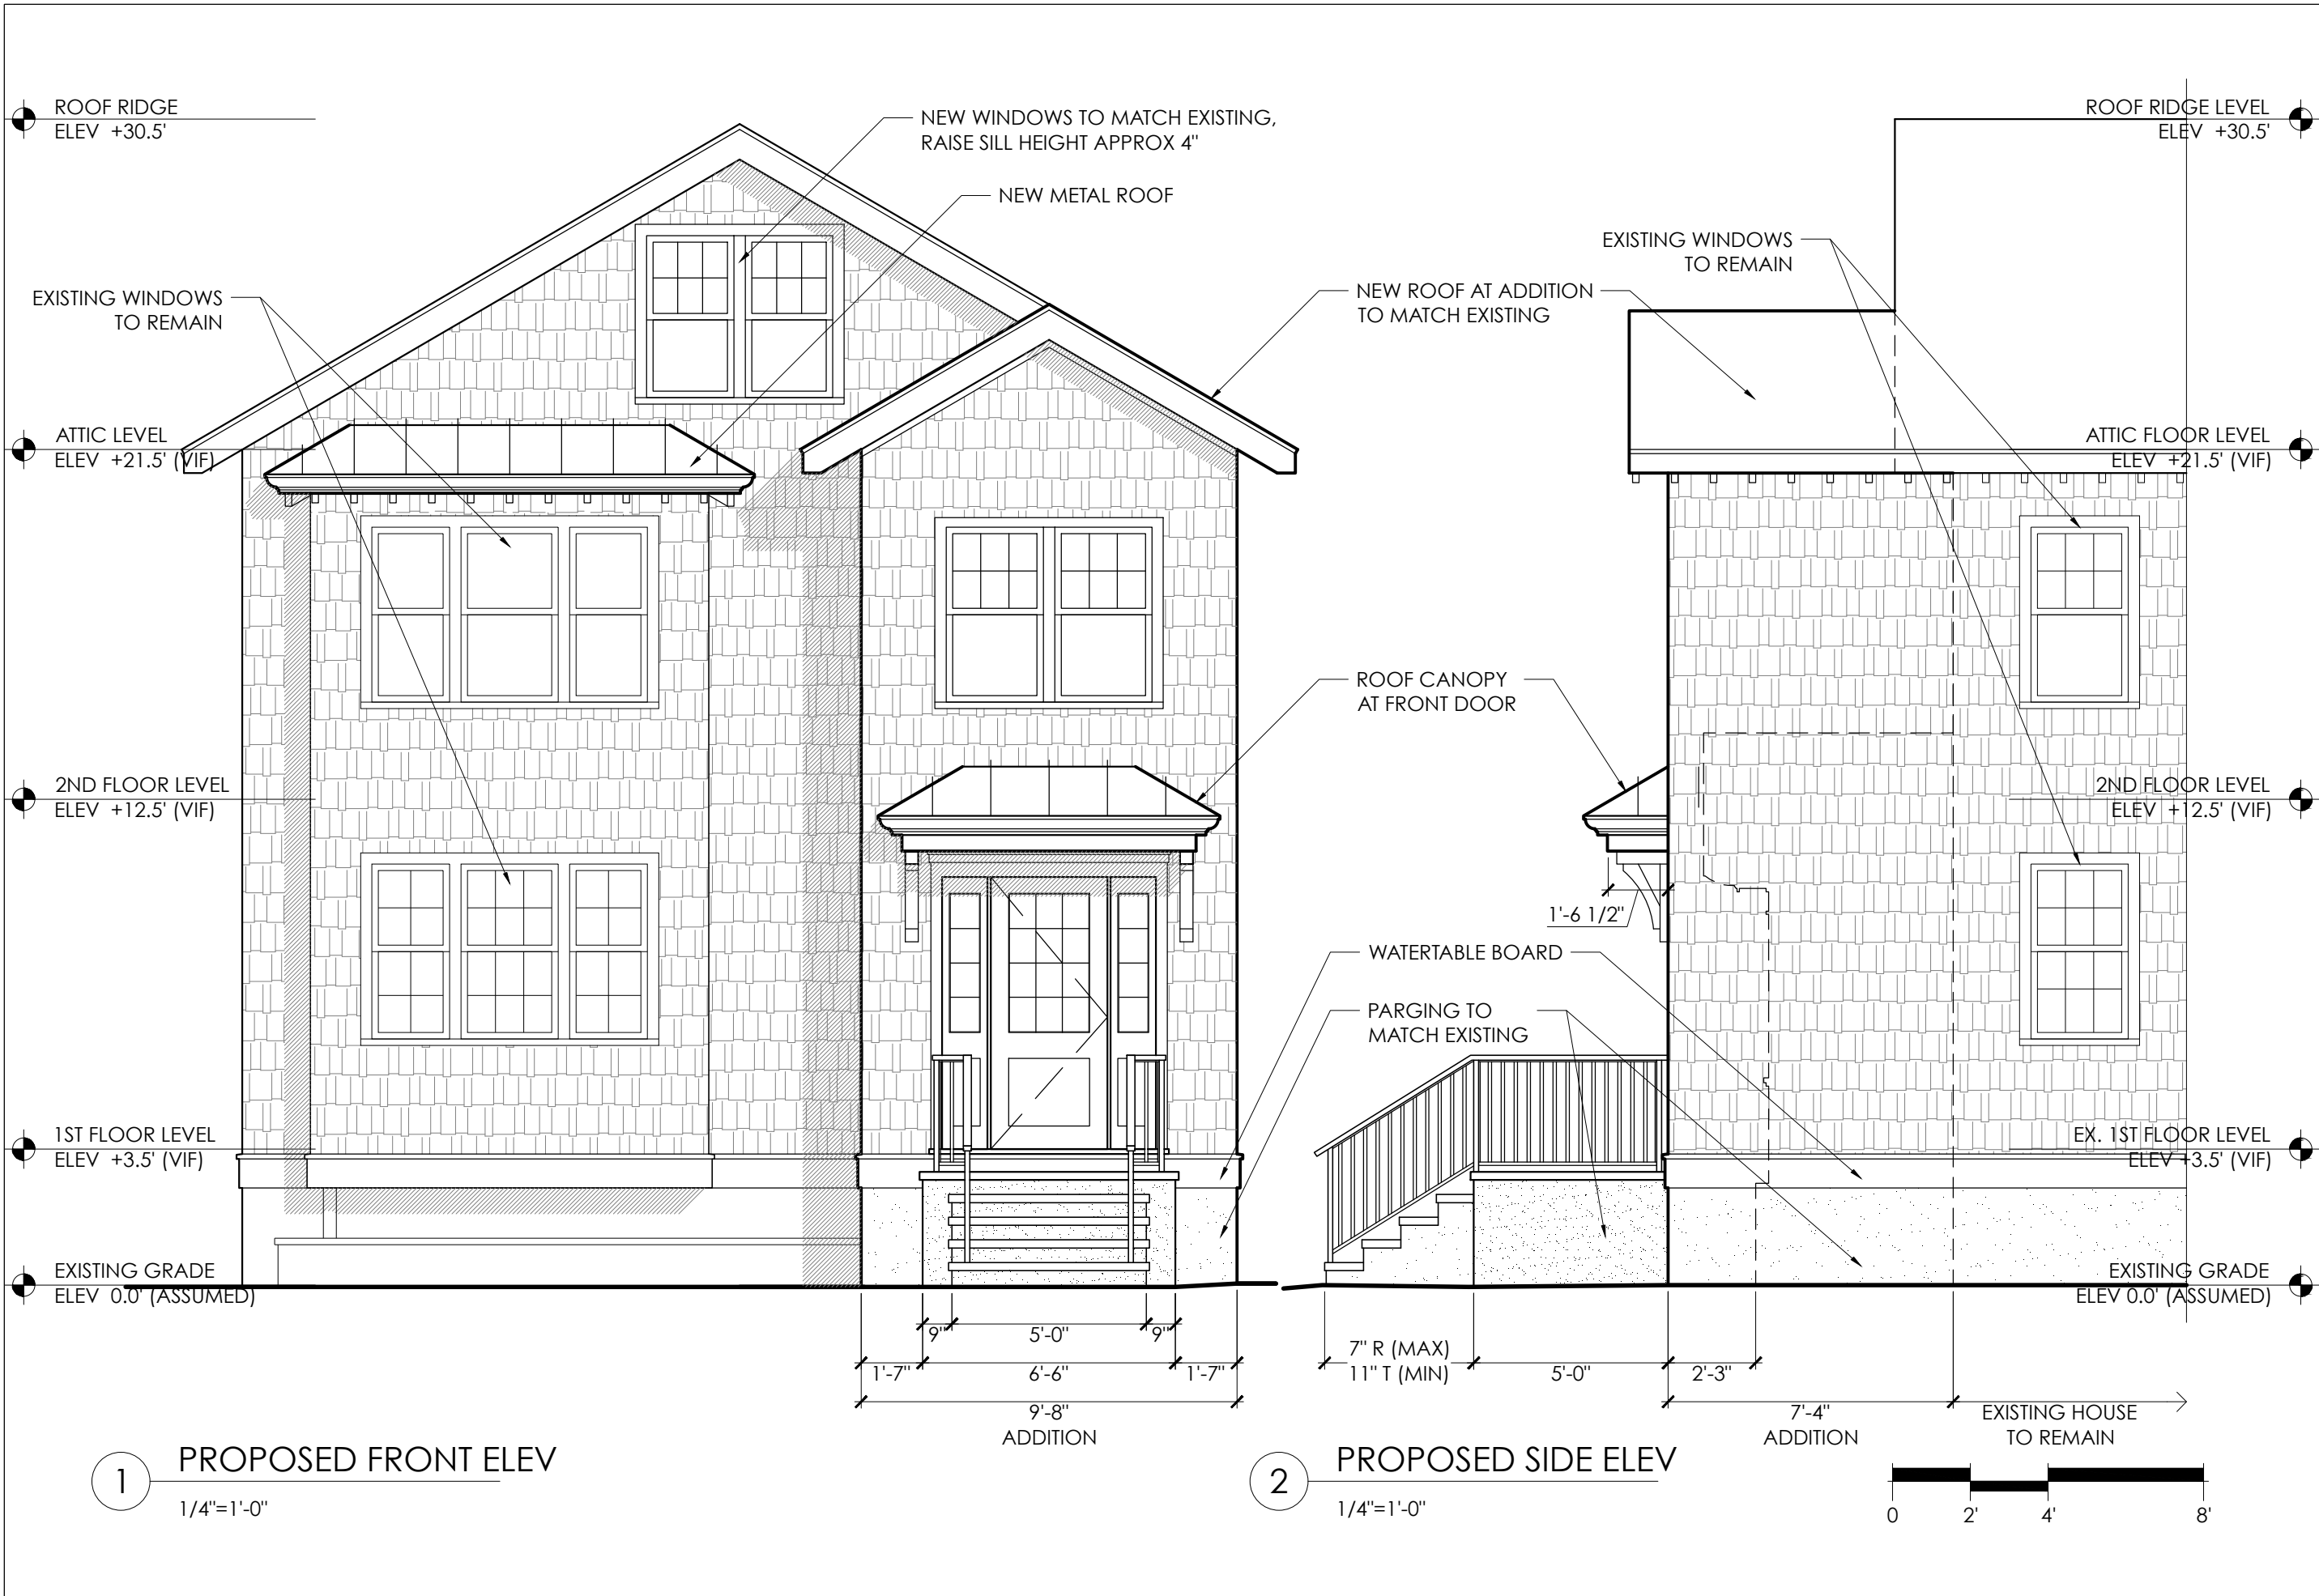 ROOF RIDGE
ELEV +30.5'
NEW WINDOWS TO MATCH EXISTING,
RAISE SILL HEIGHT APPROX 4"
NEW METAL ROOF
EXISTING WINDOWS
TO REMAIN
ATTIC LEVEL
ELEV +21.5' (VIF)
2ND FLOOR LEVEL
ELEV +12.5' (VIF)
1ST FLOOR LEVEL
ELEV +3.5' (VIF)
EXISTING GRADE
ELEV 0.0' (ASSUMED)
NEW ROOF AT ADDITION
TO MATCH EXISTING
ROOF CANOPY
AT FRONT DOOR
WATERTABLE BOARD
PARGING TO
MATCH EXISTING
9"
5'-0"
9"
1'-7"
6'-6"
1'-7"
9'-8"
ADDITION
1
PROPOSED FRONT ELEV
1/4"=1'-0"
ROOF RIDGE LEVEL
ELEV +30.5'
EXISTING WINDOWS
TO REMAIN
ATTIC FLOOR LEVEL
ELEV +21.5' (VIF)
2ND FLOOR LEVEL
ELEV +12.5' (VIF)
1'-6 1/2"
EX. 1ST FLOOR LEVEL
ELEV +3.5' (VIF)
EXISTING GRADE
ELEV 0.0' (ASSUMED)
7" R (MAX)
11" T (MIN)
5'-0"
2'-3"
7'-4"
ADDITION
EXISTING HOUSE
TO REMAIN
2
PROPOSED SIDE ELEV
1/4"=1'-0"
0
2'
4'
8'